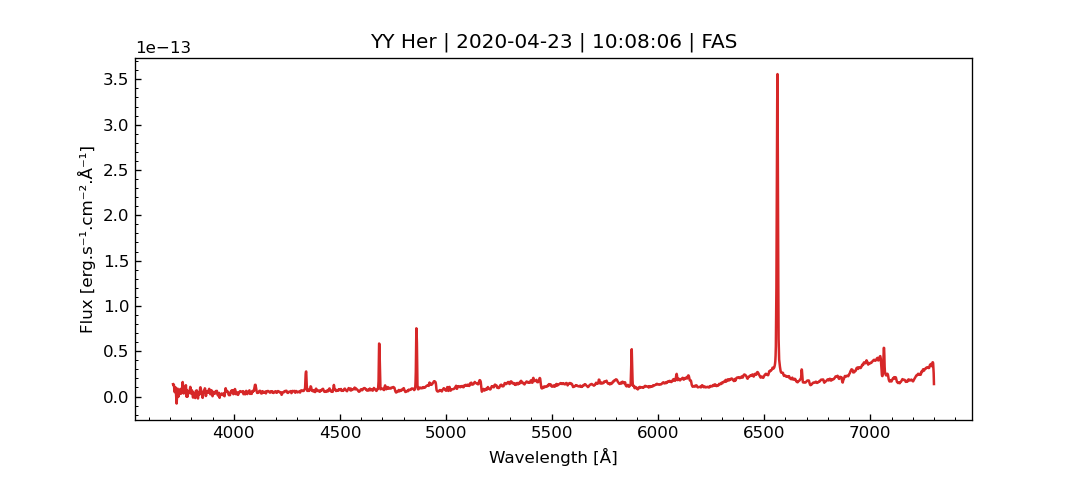 YY Her | 2020-04-23 | 10:08:06 | FAS
1e−13
3.5
3.0
2.5
2.0
1.5
1.0
0.5
0.0
Flux [erg.s⁻¹.cm⁻².Å⁻¹]
4000 4500 5000 5500 6000 6500 7000
Wavelength [Å]